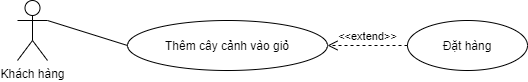 <<extend>>
Thêm cây cảnh vào giỏ
Đặt hàng
Khách hàng